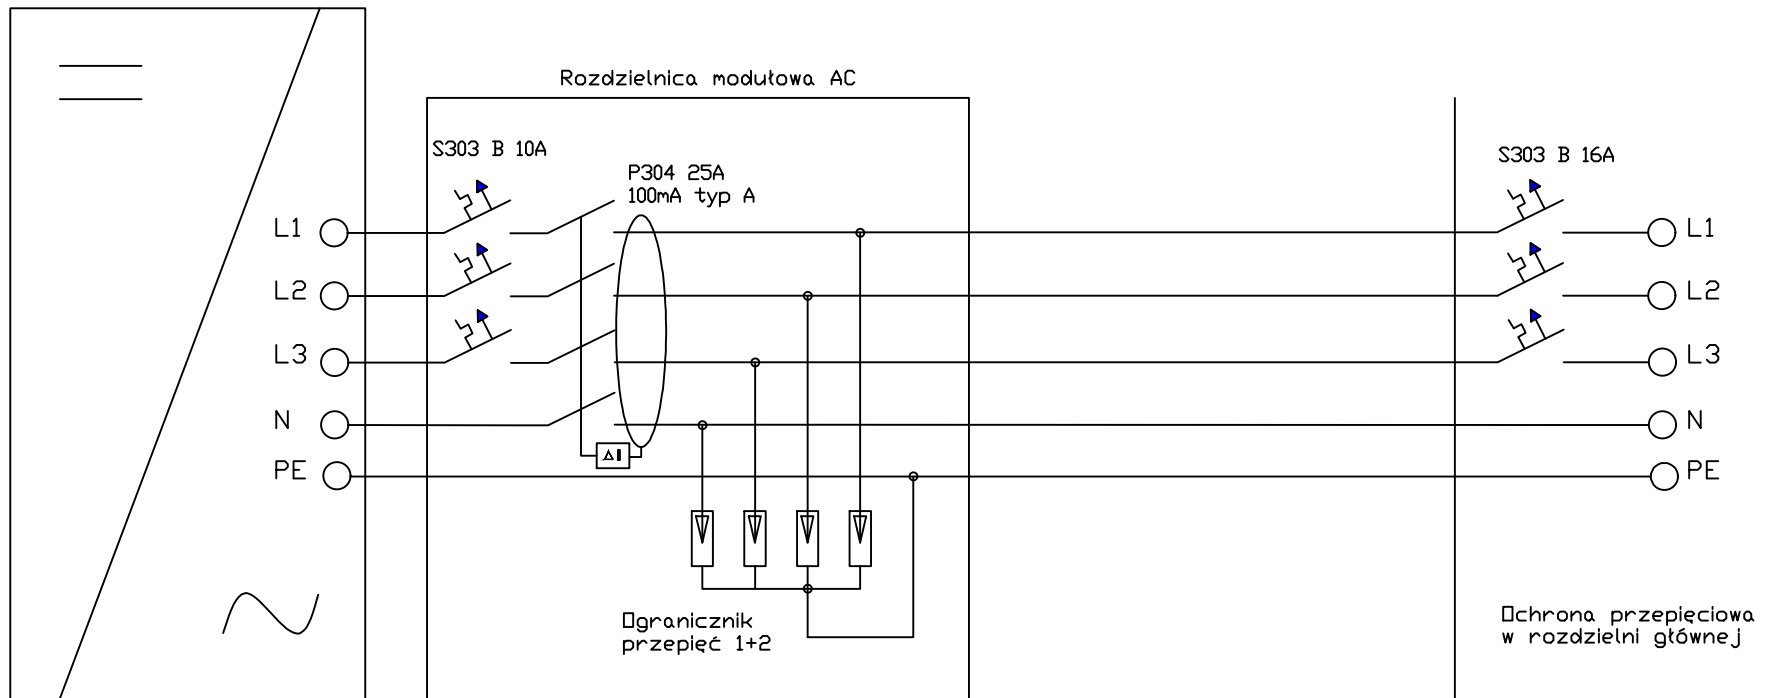 Rozdzielnica modułowa AC
S303 B 10A
P304 25A
100mA typ A
S303 B 16A
L1
L2
L3
N
PE
ΔI
L1
L2
L3
N
PE
Ogranicznik
przepięć 1+2
Ochrona przepięciowa
w rozdzielni głównej